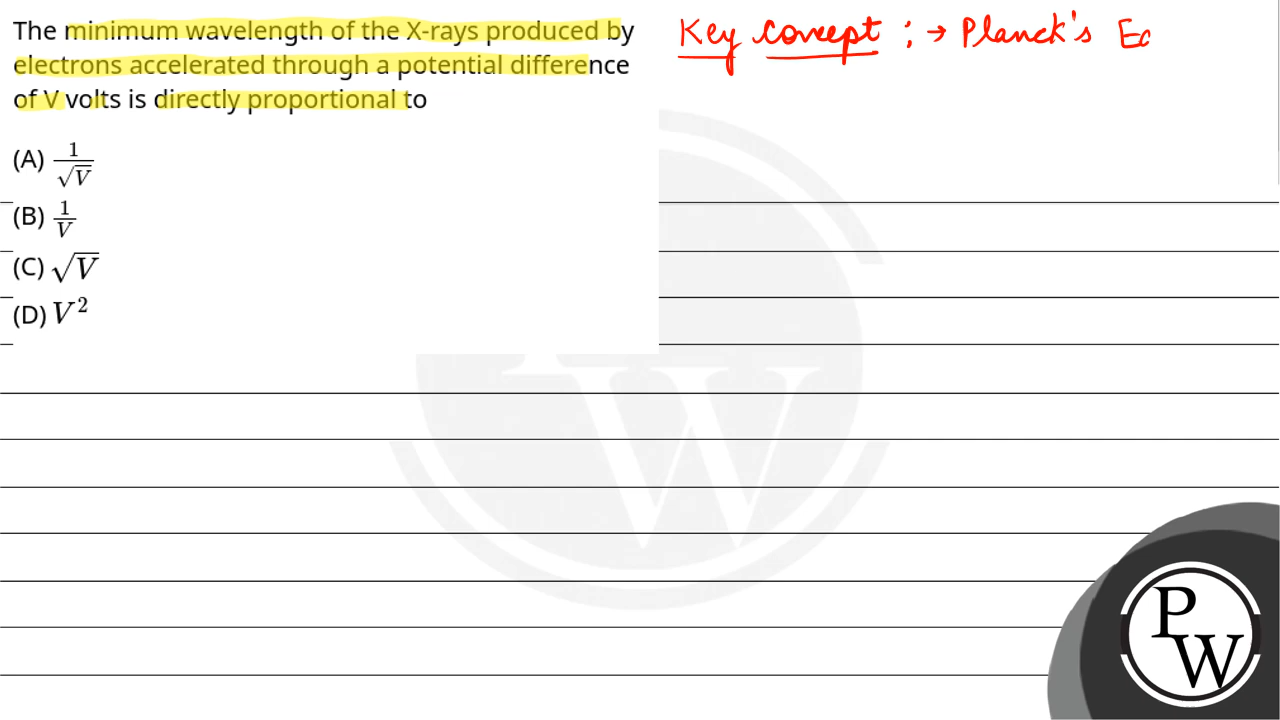 The minimum wavelength of the X-rays produced by
electrons accelerated through a potential difference
of V volts is directly proportional to
(A) 1/√V
(B) 1/V
(C) √V
(D) V²
Key concept : → Planck's
W
P
W